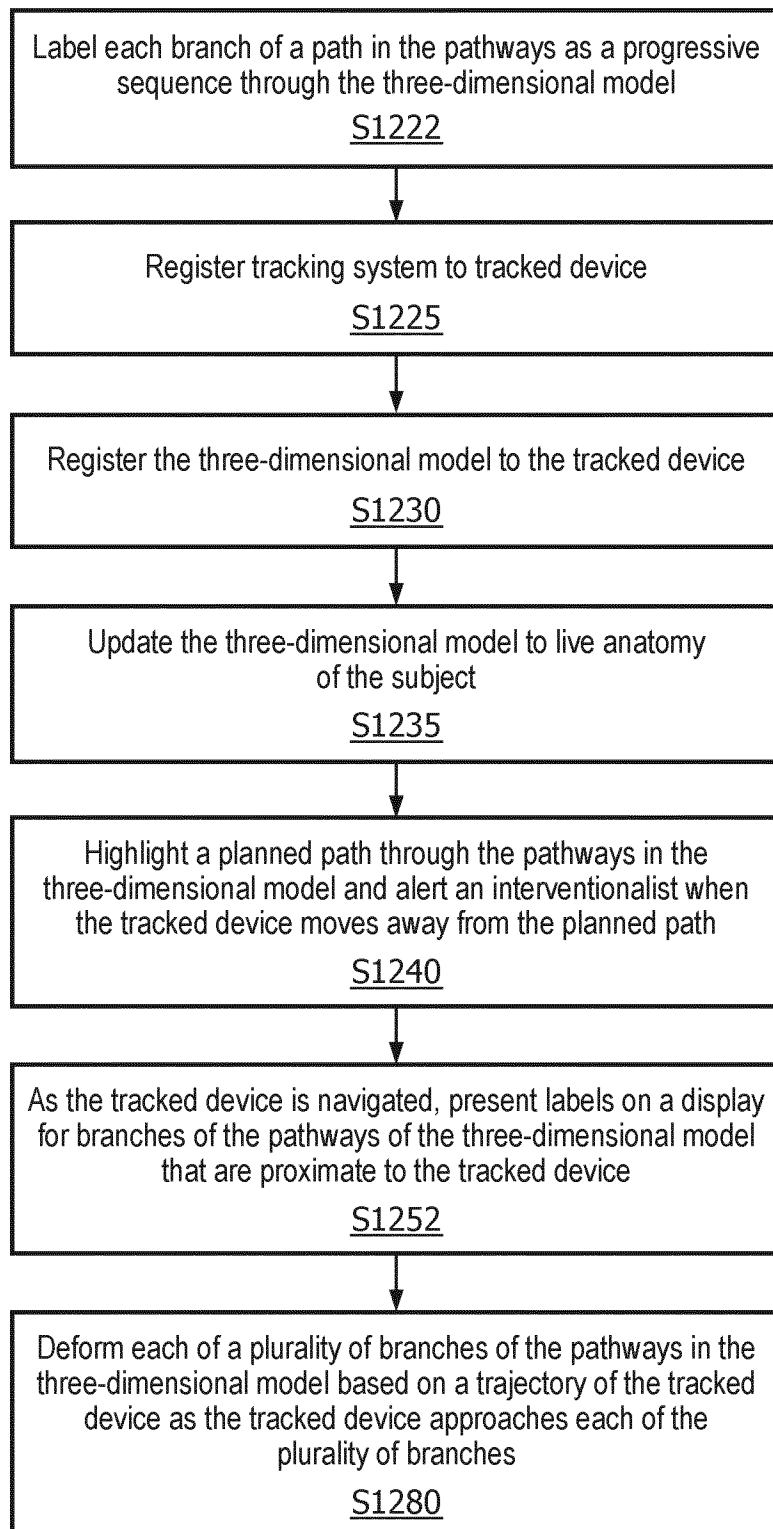 Label each branch of a path in the pathways as a progressive
sequence through the three-dimensional model
S1222
Register tracking system to tracked device
S1225
Register the three-dimensional model to the tracked device
S1230
Update the three-dimensional model to live anatomy
of the subject
S1235
Highlight a planned path through the pathways in the
three-dimensional model and alert an interventionalist when
the tracked device moves away from the planned path
S1240
As the tracked device is navigated, present labels on a display
for branches of the pathways of the three-dimensional model
that are proximate to the tracked device
S1252
Deform each of a plurality of branches of the pathways in the
three-dimensional model based on a trajectory of the tracked
device as the tracked device approaches each of the
plurality of branches
S1280